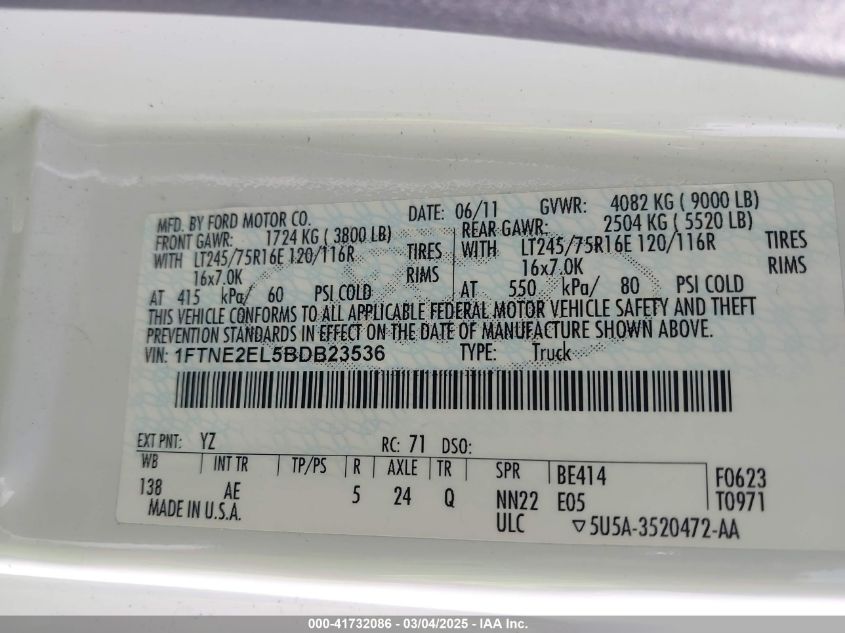 MFD. BY FORD MOTOR CO. DATE: 06/11 GVWR: 4082 KG ( 9000 LB)
FRONT GAWR: 1724 KG ( 3800 LB) REAR GAWR: 2504 KG ( 5520 LB)
WITH LT245/75R16E 120/116R TIRES WITH LT245/75R16E 120/116R TIRES
16x7.0K RIMS 16x7.0K RIMS
AT 415 kPa/ 60 PSI COLD AT 550 kPa/ 80 PSI COLD
THIS VEHICLE CONFORMS TO ALL APPLICABLE FEDERAL MOTOR VEHICLE SAFETY AND THEFT
PREVENTION STANDARDS IN EFFECT ON THE DATE OF MANUFACTURE SHOWN ABOVE.
VIN: 1FTNE2EL5BDB23536 TYPE: Truck
EXT PNT: YZ RC: 71 DSO:
WB INT TR TP/PS R AXLE TR SPR BE414 F0623
138 AE 5 24 Q NN22 E05 T0971
MADE IN U.S.A. ULC ▽5U5A-3520472-AA
000-41732086 - 03/04/2025 - IAA Inc.